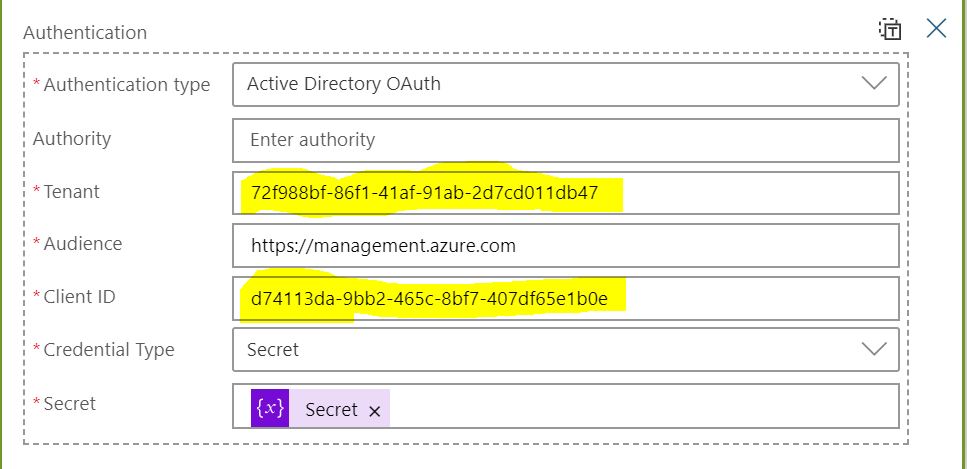 Authentication
* Authentication type Active Directory OAuth
Authority Enter authority
* Tenant 72f988bf-86f1-41af-91ab-2d7cd011db47
* Audience https://management.azure.com
* Client ID d74113da-9bb2-465c-8bf7-407df65e1b0e
* Credential Type Secret
* Secret {x} Secret ×